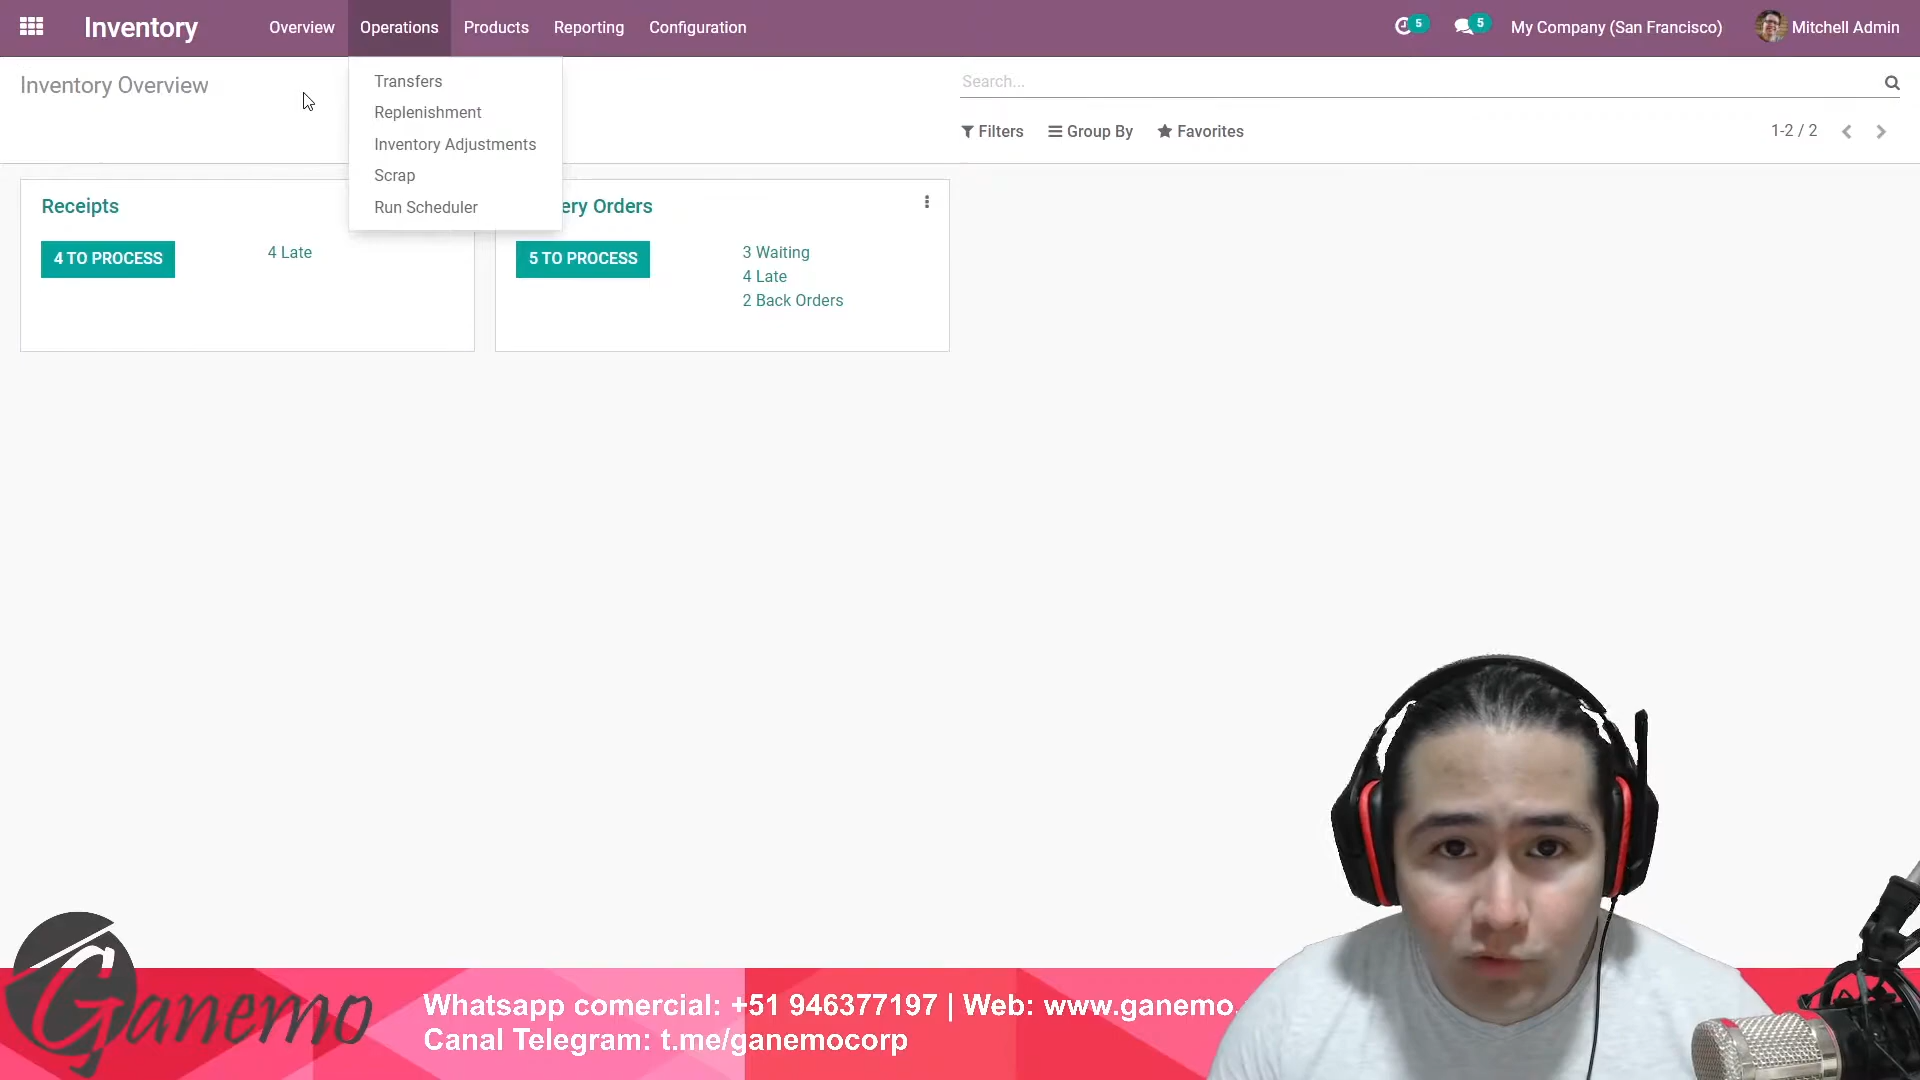 Inventory
Overview
Operations
Products
Reporting
Configuration
5
5
My Company (San Francisco)
Mitchell Admin
Inventory Overview
Transfers
Replenishment
Inventory Adjustments
Scrap
Run Scheduler
Search...
Filters
Group By
Favorites
1-2 / 2
Receipts
4 TO PROCESS
4 Late
ery Orders
5 TO PROCESS
3 Waiting
4 Late
2 Back Orders
Ganemo
Whatsapp comercial: +51 946377197 | Web: www.ganemo.
Canal Telegram: t.me/ganemocorp